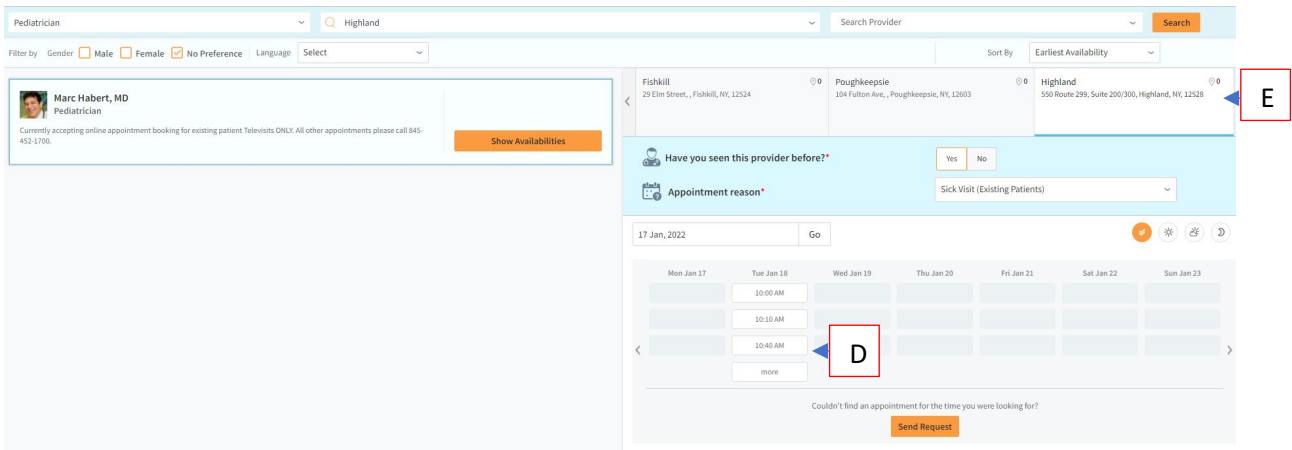 Pediatrician
Highland
Search Provider
Search
Filter by Gender Male Female No Preference Language Select
Sort By Earliest Availability
Marc Habert, MD
Pediatrician
Currently accepting online appointment booking for existing patient Televisits ONLY. All other appointments please call 845-
452-1700.
Show Availabilities
Fishkill 0
29 Elm Street, , Fishkill, NY, 12524
Poughkeepsie 0
104 Fulton Ave, , Poughkeepsie, NY, 12603
Highland 0
550 Route 299, Suite 200/300, Highland, NY, 12528
E
Have you seen this provider before?* Yes No
Appointment reason* Sick Visit (Existing Patients)
17 Jan, 2022 Go
Mon Jan 17 Tue Jan 18 Wed Jan 19 Thu Jan 20 Fri Jan 21 Sat Jan 22 Sun Jan 23
10:00 AM
10:10 AM
10:40 AM
D
more
Couldn't find an appointment for the time you were looking for?
Send Request